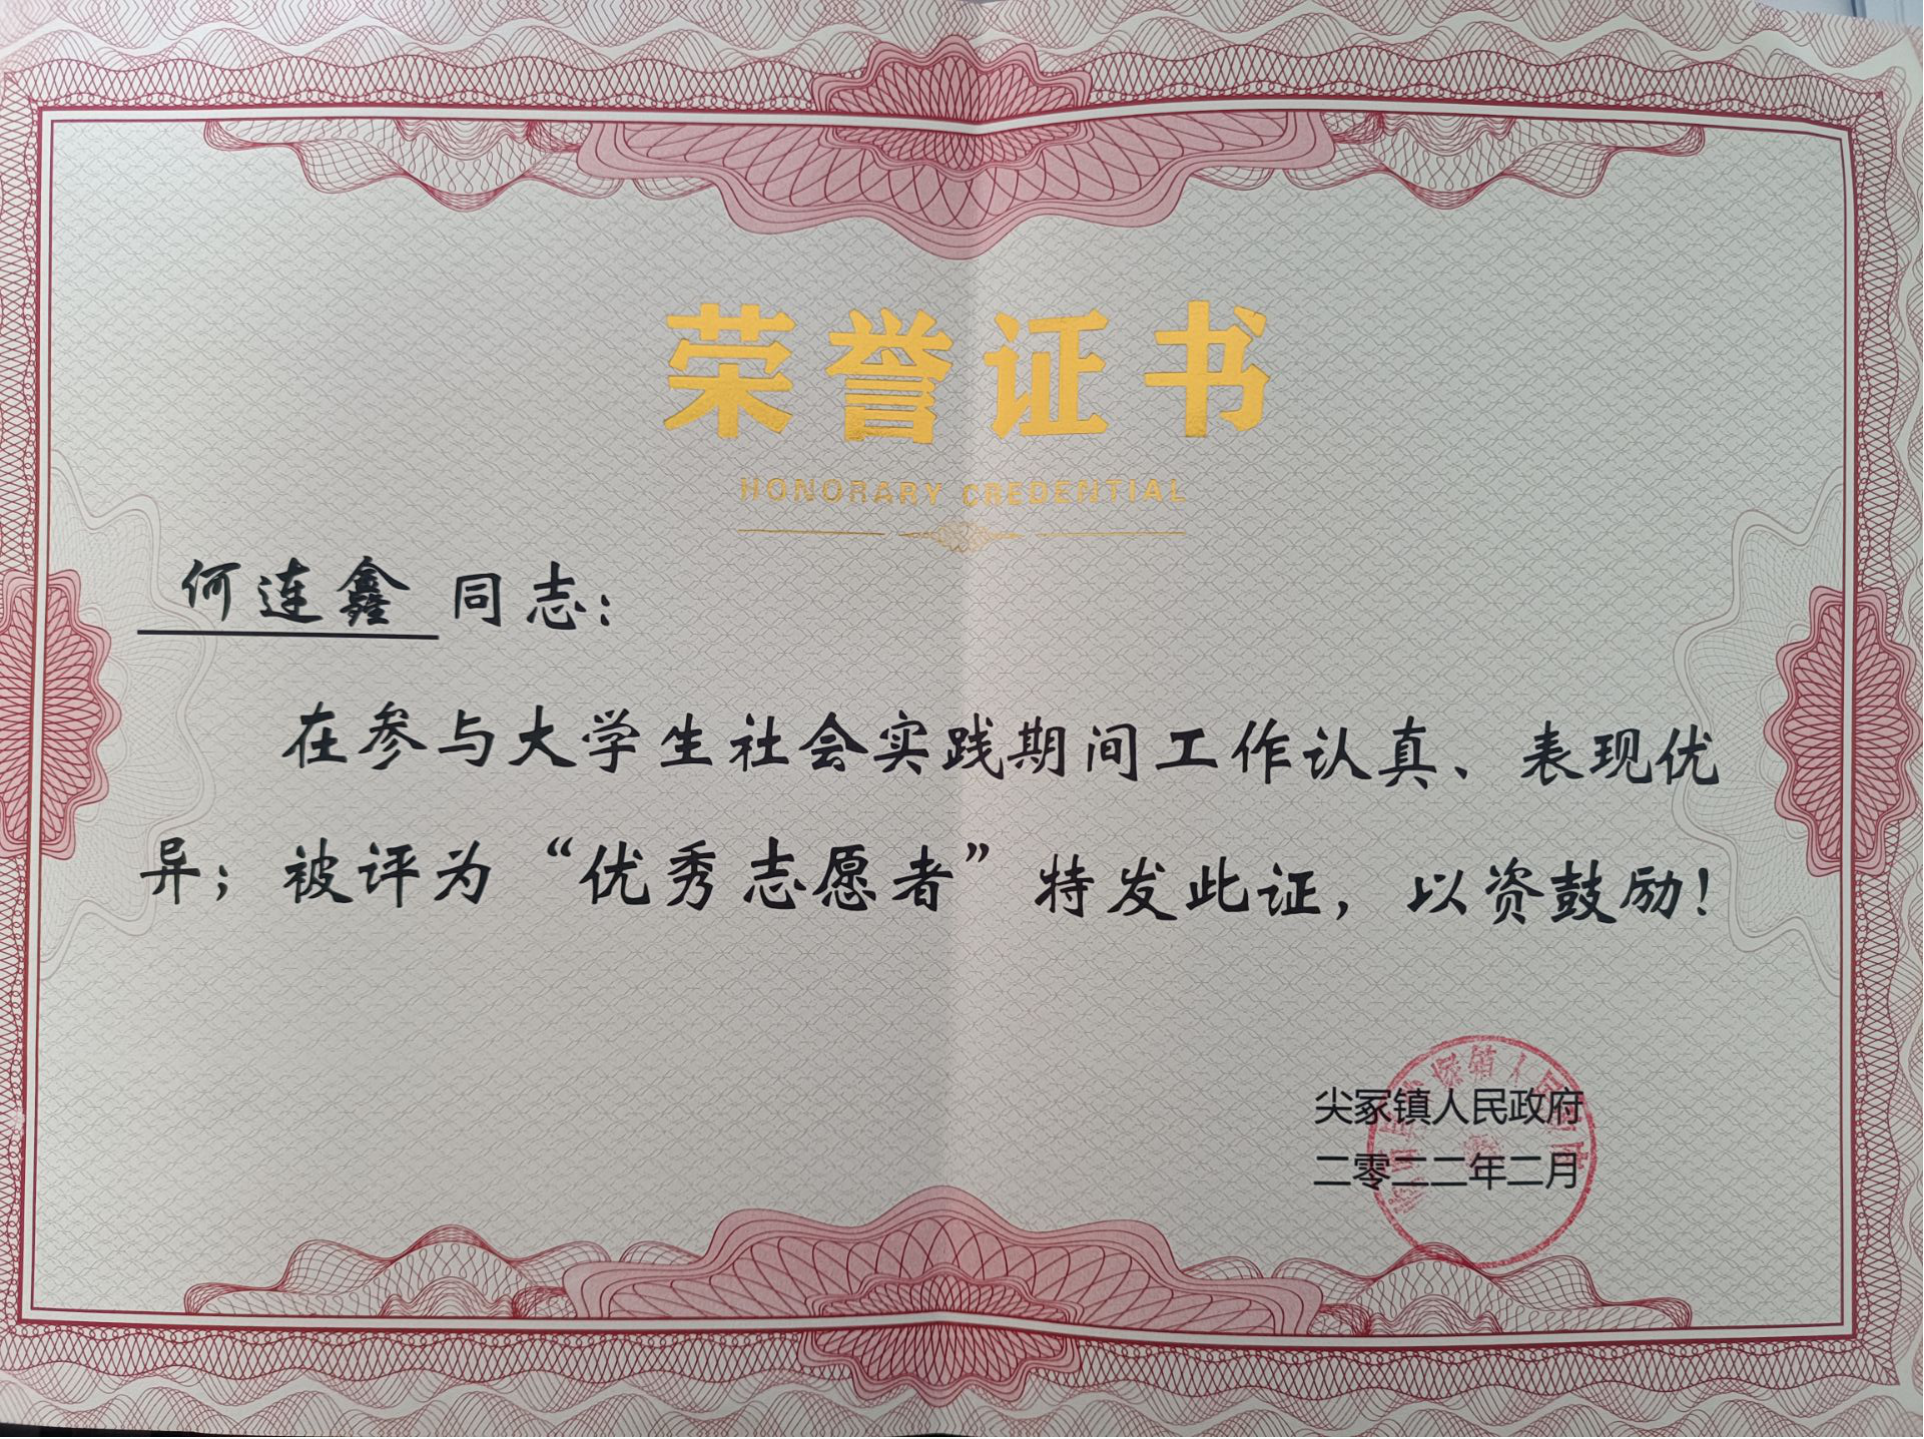 荣誉证书
HONORARY CREDENTIAL
何连鑫 同志：
在参与大学生社会实践期间工作认真、表现优
异；被评为“优秀志愿者”特发此证，以资鼓励！
尖冢镇人民政府
二零二二年二月